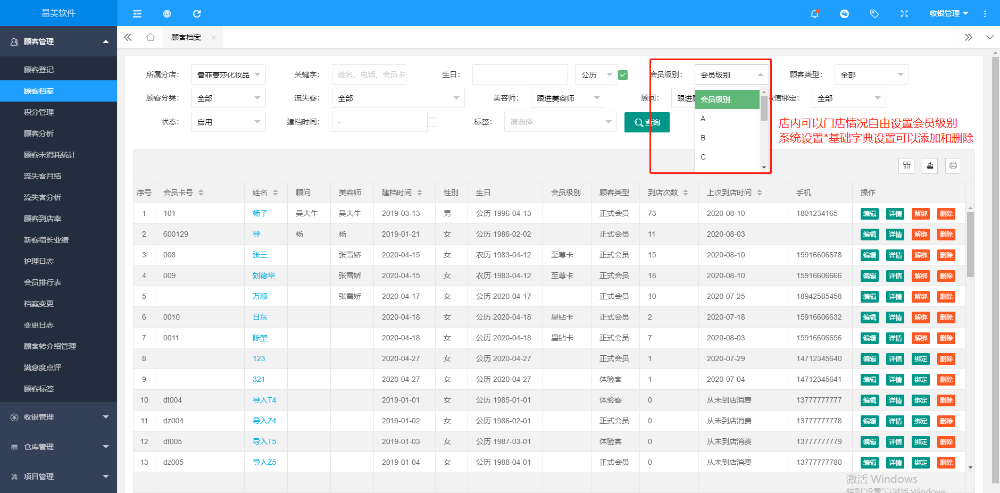 易美软件
收银管理
顾客管理
顾客登记
顾客档案
积分管理
顾客分析
顾客未消耗统计
流失客月结
流失客分析
顾客到店率
新客增长业绩
护理日志
会员排行表
档案变更
变更日志
顾客转介绍管理
满意度点评
顾客标签
收银管理
仓库管理
项目管理
顾客档案
所属分店: 香菲蔓莎化妆品 关键字: 姓名、电话、会员卡 生日: 公历 会员级别: 会员级别 顾客类型: 全部
顾客分类: 全部 流失客: 全部 美容师: 跟进美容师 顾问: 跟进 微信绑定: 全部
状态: 启用 建档时间: - 标签: 请选择 查询
会员级别
A
B
C
店内可以门店情况自由设置会员级别
系统设置*基础字典设置可以添加和删除
序号 会员卡号 姓名 顾问 美容师 建档时间 性别 生日 会员级别 顾客类型 到店次数 上次到店时间 手机 操作
1 101 杨子 吴大牛 吴大牛 2019-03-13 男 公历 1996-04-13 正式会员 73 2020-08-10 1801234165 编辑 详情 解绑 删除
2 600129 导 杨 杨 2019-01-21 女 公历 1986-02-02 正式会员 11 2020-08-03 编辑 详情 解绑 删除
3 008 张三 张雪娇 2020-04-15 女 农历 1983-04-12 至尊卡 正式会员 15 2020-08-10 15916606678 编辑 详情 解绑 删除
4 009 刘德华 张雪娇 2020-04-15 女 农历 1983-04-12 至尊卡 正式会员 18 2020-08-10 15916606666 编辑 详情 解绑 删除
5 万顺 张雪娇 2020-04-17 女 公历 2020-04-17 正式会员 10 2020-07-25 18942585458 编辑 详情 解绑 删除
6 0010 日东 2020-04-18 女 公历 2020-04-18 星钻卡 正式会员 2 2020-07-18 15916606632 编辑 详情 解绑 删除
7 0011 陈埜 2020-04-18 女 公历 2020-04-18 星钻卡 正式会员 7 2020-08-03 15916606656 编辑 详情 解绑 删除
8 123 2020-04-27 女 公历 2020-04-27 正式会员 1 2020-07-29 14712345640 编辑 详情 绑定 删除
9 321 2020-04-27 女 公历 2020-04-27 体验客 1 2020-07-04 14712345641 编辑 详情 绑定 删除
10 dt004 导入T4 2019-01-01 女 公历 1985-01-01 体验客 0 从未到店消费 13777777777 编辑 详情 绑定 删除
11 dz004 导入Z4 2019-01-02 女 公历 1986-02-01 正式会员 0 从未到店消费 13777777778 编辑 详情 绑定 删除
12 dt005 导入T5 2019-01-03 女 公历 1987-03-01 体验客 0 从未到店消费 13777777779 编辑 详情 绑定 删除
13 dz005 导入Z5 2019-01-04 女 公历 1988-04-01 正式会员 0 从未到店消费 13777777780 编辑 详情 绑定 删除
激活 Windows
转到"设置"以激活 Windows